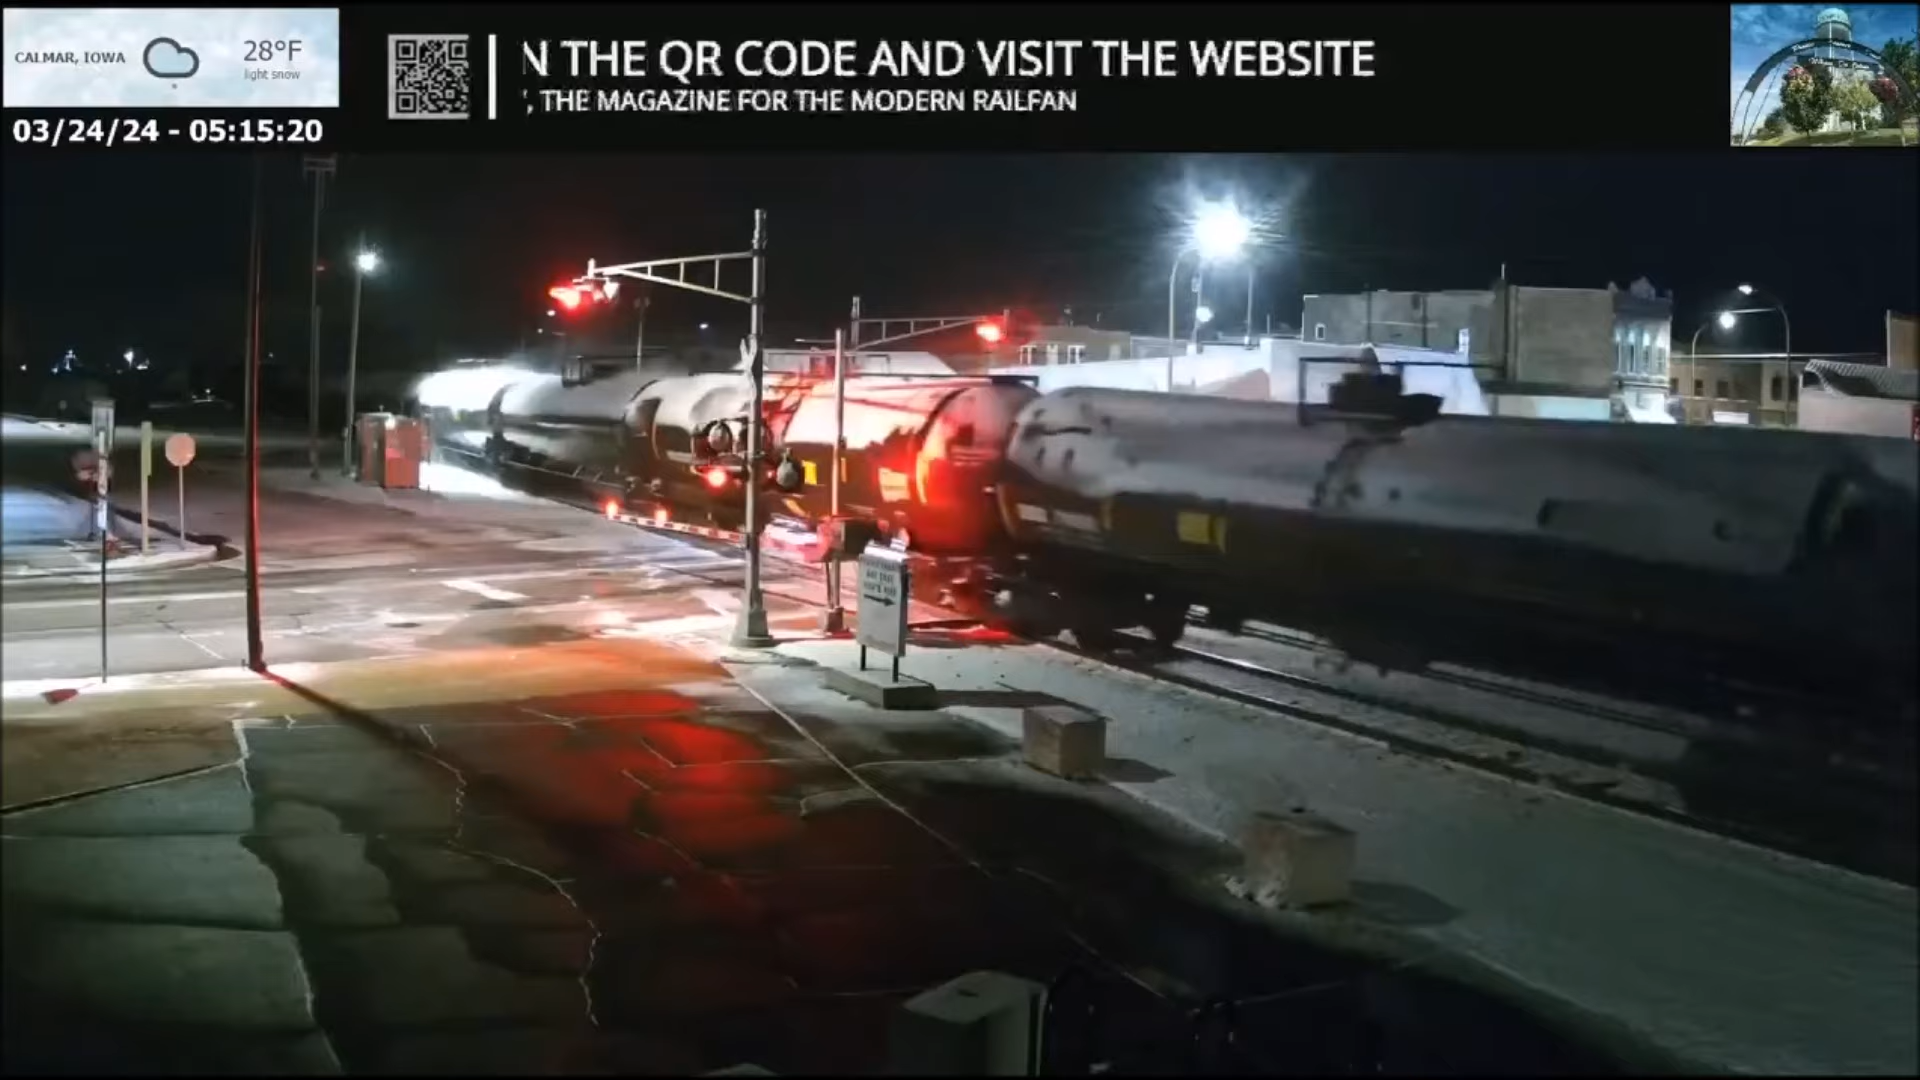 CALMAR, IOWA
28°F
light snow
03/24/24 - 05:15:20
N THE QR CODE AND VISIT THE WEBSITE
, THE MAGAZINE FOR THE MODERN RAILFAN